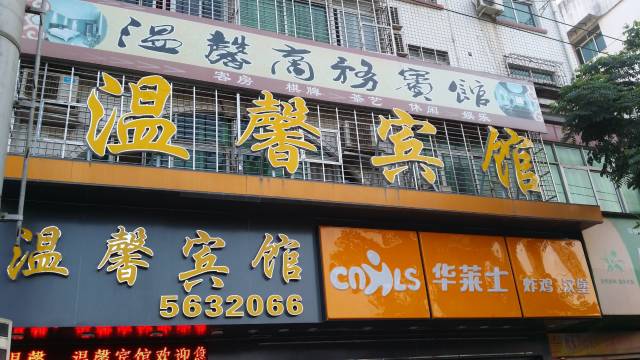 溫馨商務賓館
客房 棋牌 茶艺 休闲 娱乐
温馨宾馆
温馨宾馆
5632066
CNHLS 华莱士 炸鸡 汉堡
温馨 温馨宾馆欢迎您